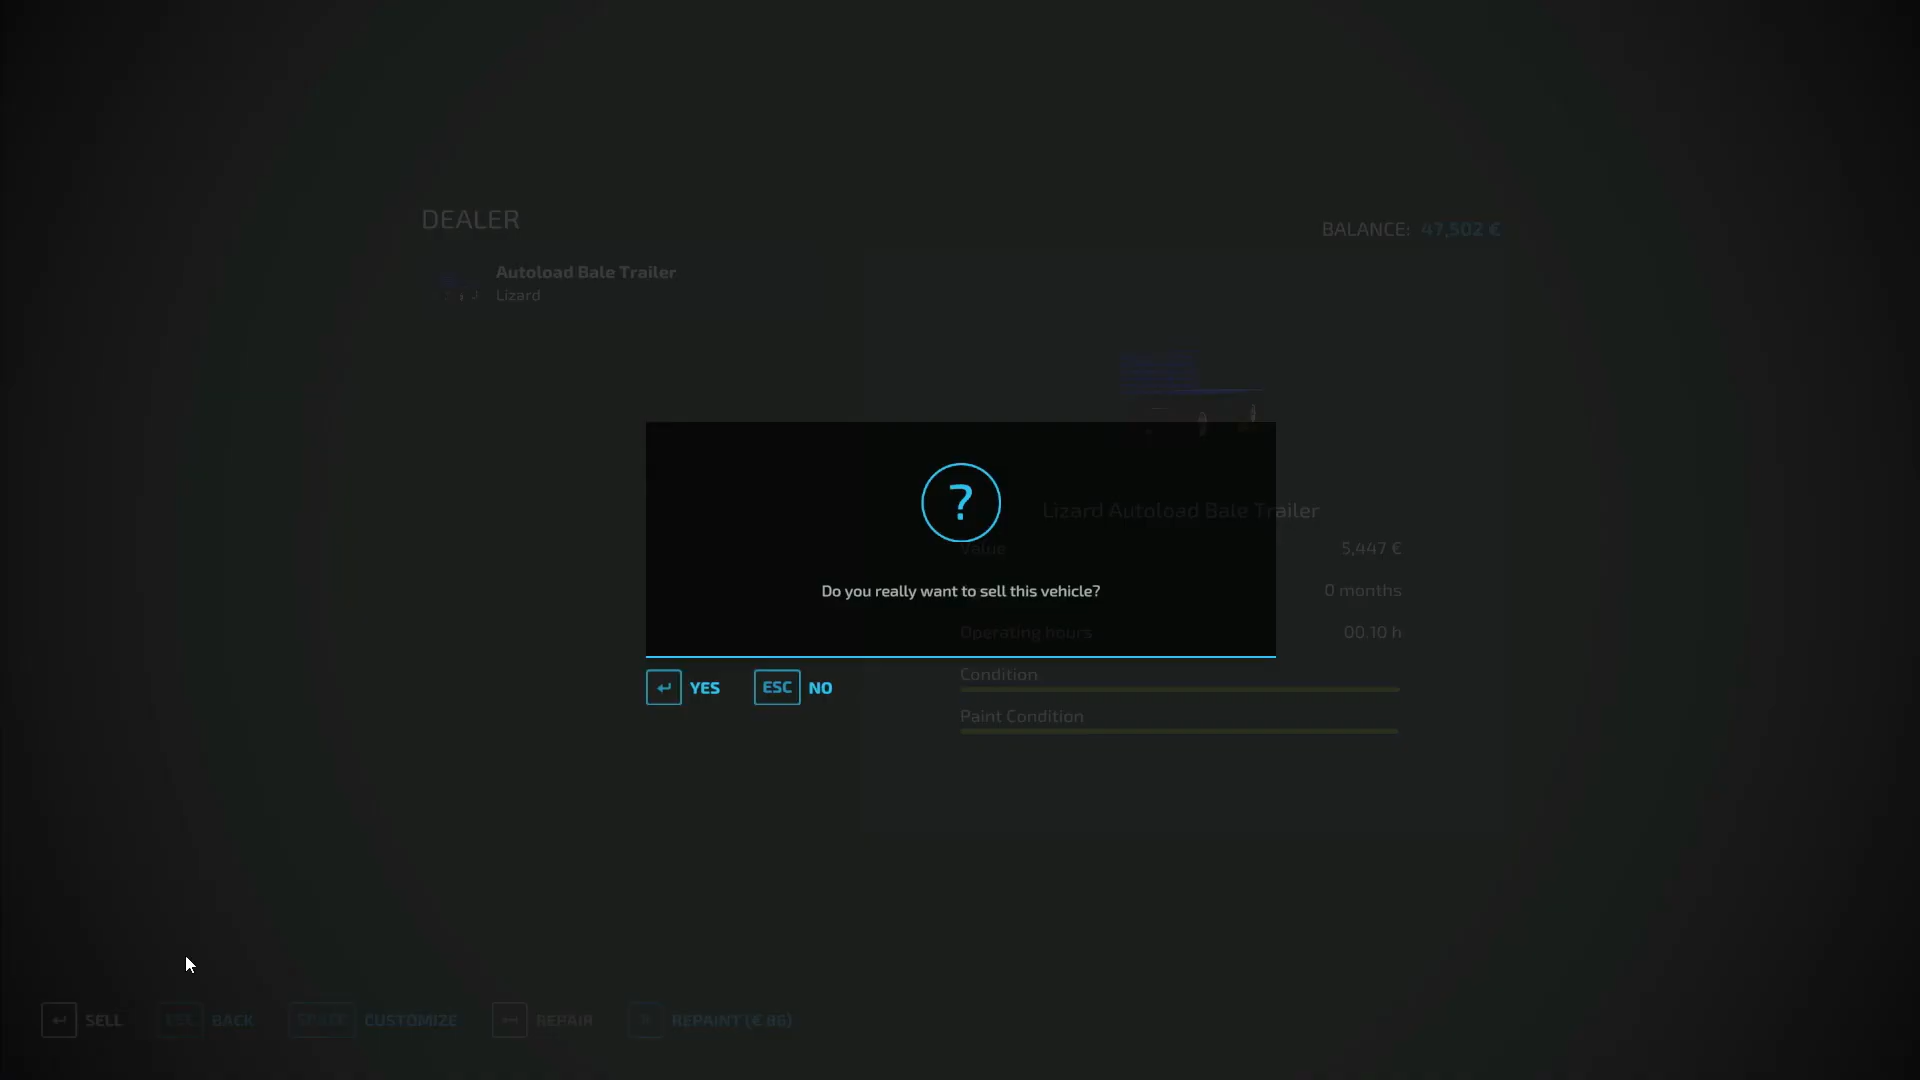 DEALER
BALANCE: 47,502 €
Autoload Bale Trailer
Lizard
?
Lizard Autoload Bale Trailer
Value 5,447 €
0 months
Do you really want to sell this vehicle?
Operating hours 00.10 h
Condition
YES ESC NO
Paint Condition
SELL ESC BACK SPACE CUSTOMIZE REPAIR REPAINT (€ 86)